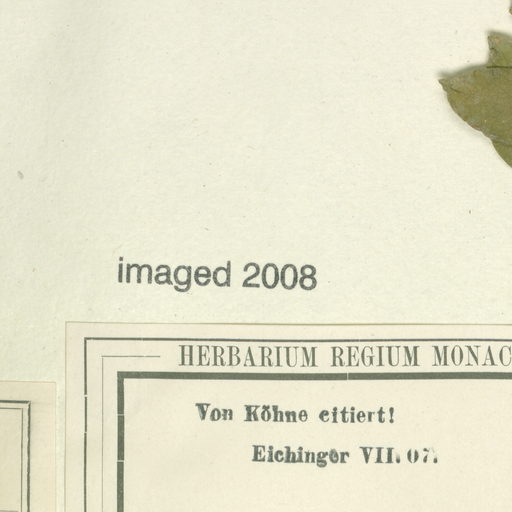 imaged 2008
HERBARIUM REGIUM MONAC
Von Köhne citiert!
Eichinger VII. 07.